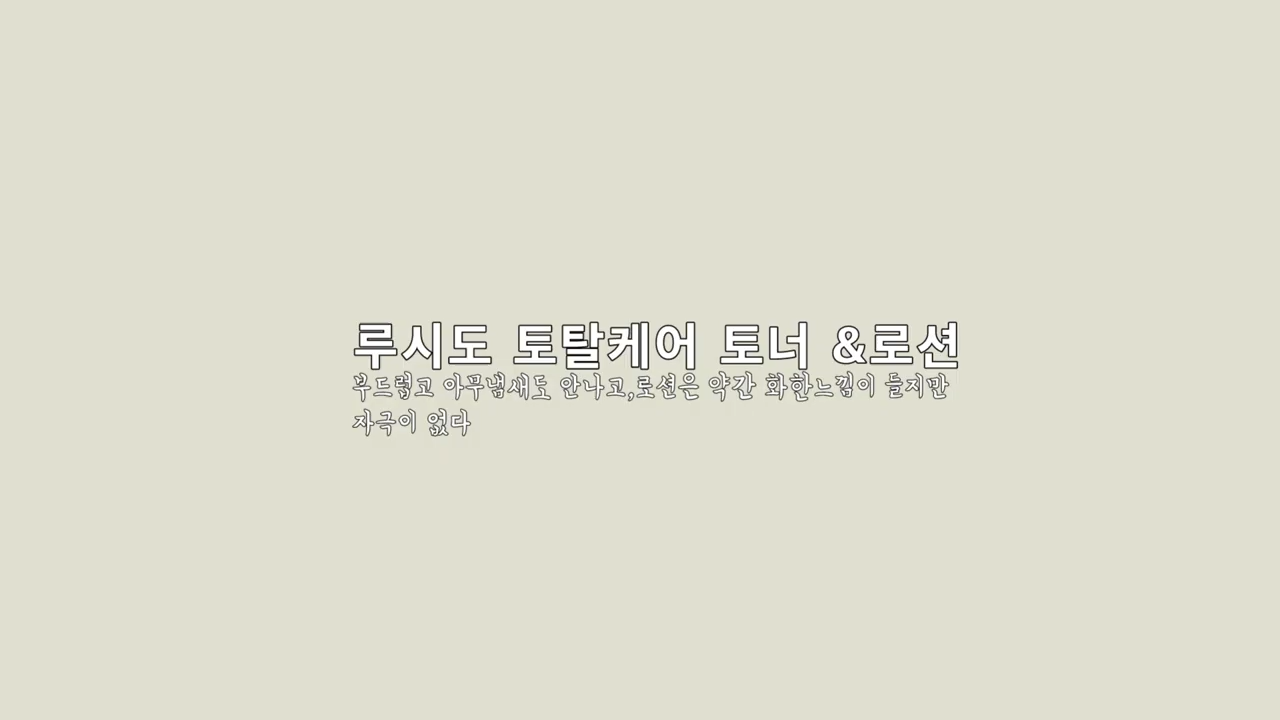 루시도 토탈케어 토너 &로션
부드럽고 아무냄새도 안나고,로션은 약간 화한느낌이 들지만
자극이 없다